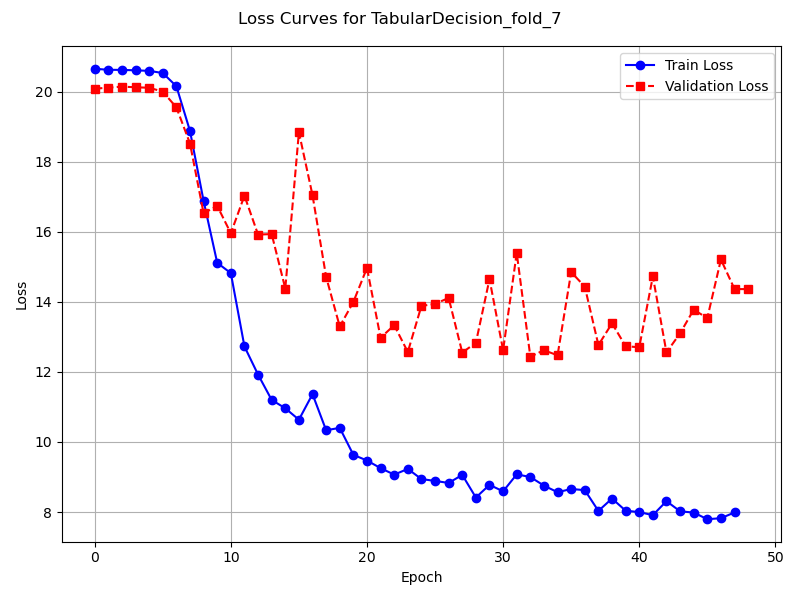 Loss Curves for TabularDecision_fold_7
Train Loss
Validation Loss
20
18
16
14
12
10
8
Loss
0 10 20 30 40 50
Epoch